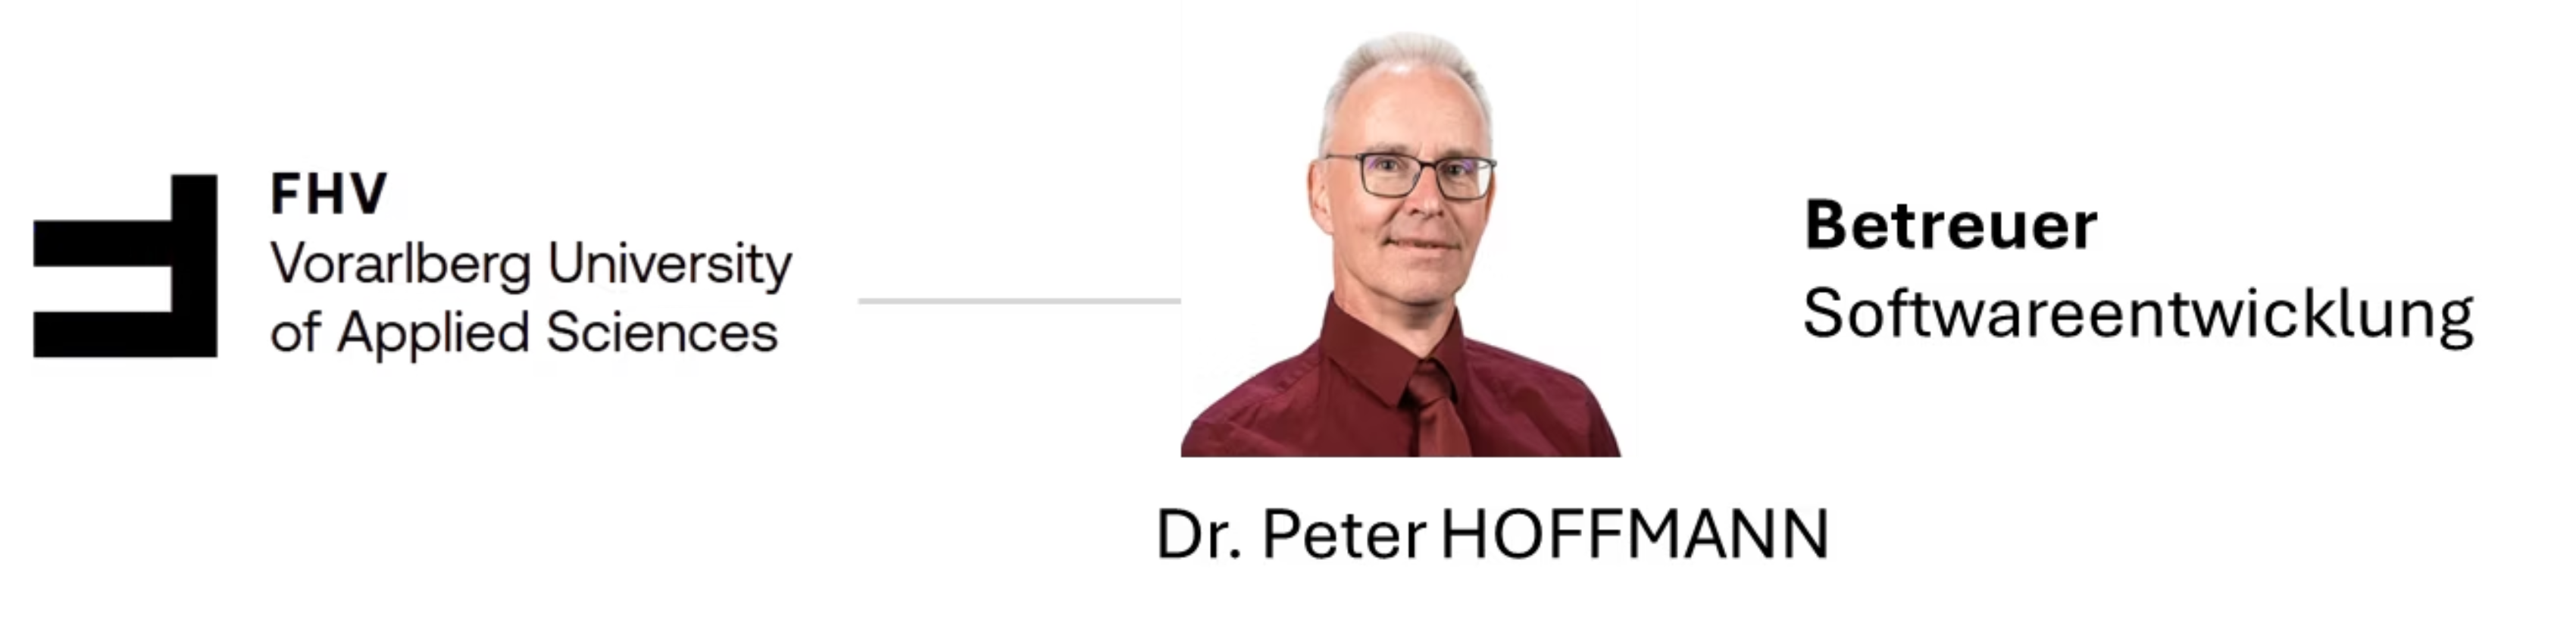 FHV
Vorarlberg University
of Applied Sciences
Dr. Peter HOFFMANN
Betreuer
Softwareentwicklung